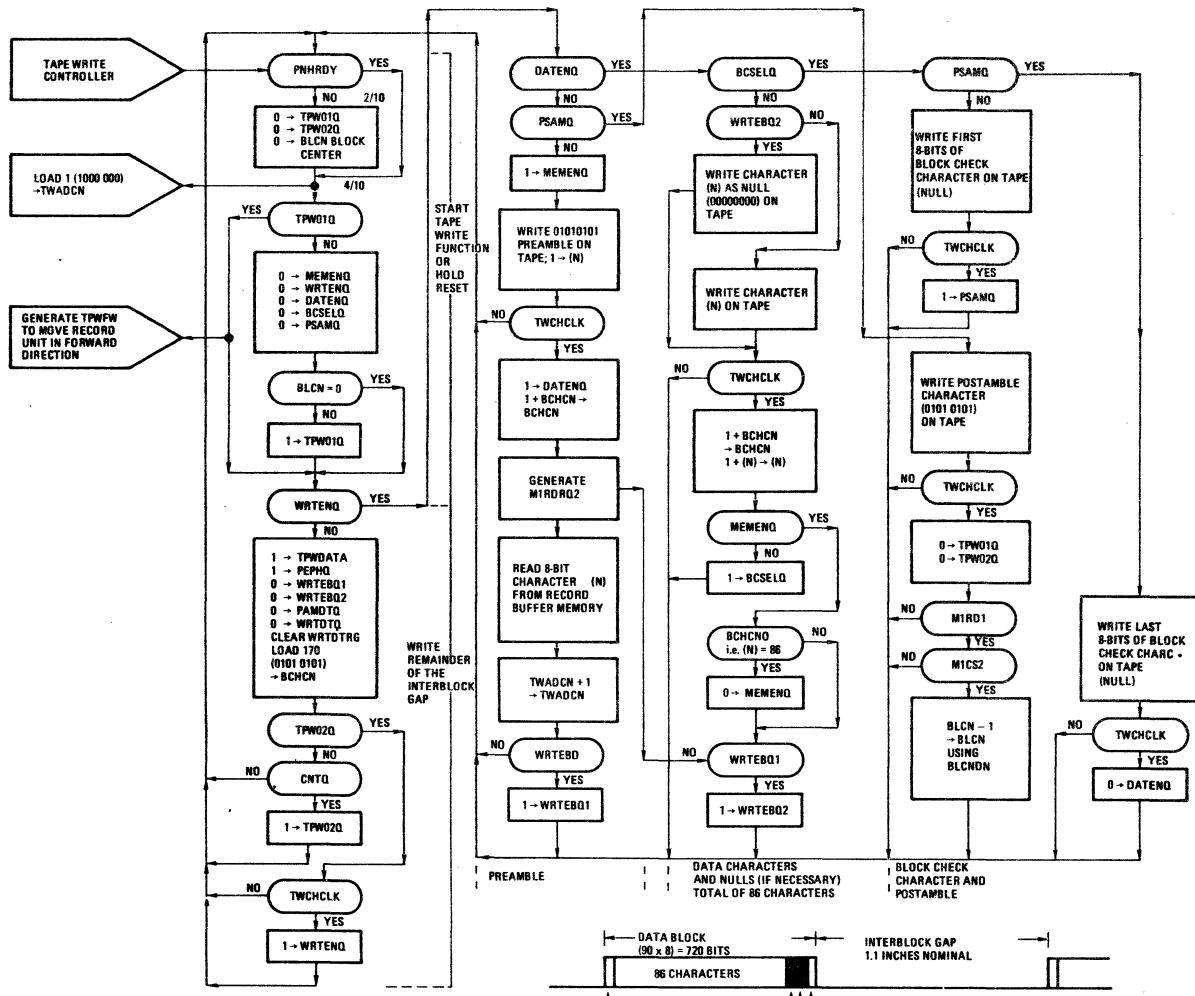 TAPE WRITE
CONTROLLER
LOAD 1 (1000 000)
→TWADCN
GENERATE TPWFW
TO MOVE RECORD
UNIT IN FORWARD
DIRECTION
PNHRDY
YES
NO
2/10
0 → TPW01Q
0 → TPW02Q
0 → BLCN BLOCK
CENTER
4/10
YES
TPW01Q
NO
0 → MEMENQ
0 → WRTENQ
0 → DATENQ
0 → BCSELQ
0 → PSAMQ
BLCN = 0
YES
NO
1 → TPW01Q
WRTENQ
YES
NO
1 → TPWDATA
1 → PEPHQ
0 → WRTEBQ1
0 → WRTEBQ2
0 → PAMDTQ
0 → WRTDTQ
CLEAR WRTDTRG
LOAD 170
(0101 0101)
→ BCHCN
TPW02Q
YES
NO
NO
CNTQ
YES
1 → TPW02Q
NO
TWCHCLK
YES
1 → WRTENQ
START
TAPE
WRITE
FUNCTION
OR
HOLD
RESET
WRITE
REMAINDER
OF THE
INTERBLOCK
GAP
DATENQ
YES
NO
PSAMQ
YES
NO
1 → MEMENQ
WRITE 01010101
PREAMBLE ON
TAPE; 1 → (N)
NO
TWCHCLK
YES
1 → DATENQ
1 + BCHCN →
BCHCN
GENERATE
M1RDRQ2
READ 8-BIT
CHARACTER (N)
FROM RECORD
BUFFER MEMORY
TWADCN + 1
→ TWADCN
NO
WRTEBD
YES
1 → WRTEBQ1
PREAMBLE
BCSELQ
YES
NO
WRTEBQ2
NO
YES
WRITE CHARACTER
(N) AS NULL
(00000000) ON
TAPE
WRITE CHARACTER
(N) ON TAPE
NO
TWCHCLK
YES
1 + BCHCN
→ BCHCN
1 + (N) → (N)
MEMENQ
YES
NO
1 → BCSELQ
BCHCNO
i.e. (N) = 86
NO
YES
0 → MEMENQ
NO
WRTEBQ1
YES
1 → WRTEBQ2
DATA CHARACTERS
AND NULLS (IF NECESSARY)
TOTAL OF 86 CHARACTERS
PSAMQ
YES
NO
WRITE FIRST
8-BITS OF
BLOCK CHECK
CHARACTER ON TAPE
(NULL)
NO
TWCHCLK
YES
1 → PSAMQ
WRITE POSTAMBLE
CHARACTER
(0101 0101)
ON TAPE
NO
TWCHCLK
YES
0 → TPW01Q
0 → TPW02Q
NO
M1RD1
YES
NO
M1CS2
YES
BLCN − 1
→ BLCN
USING
BLCNDN
BLOCK CHECK
CHARACTER AND
POSTAMBLE
WRITE LAST
8-BITS OF BLOCK
CHECK CHARC •
ON TAPE
(NULL)
NO
TWCHCLK
YES
0 → DATENQ
DATA BLOCK
(90 x 8) = 720 BITS
INTERBLOCK GAP
1.1 INCHES NOMINAL
86 CHARACTERS